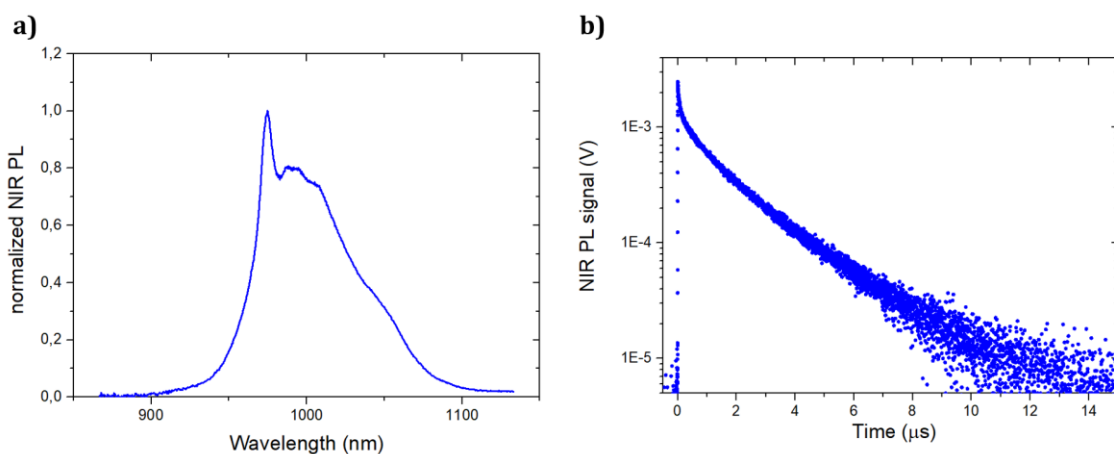 a)
normalized NIR PL
1,2
1,0
0,8
0,6
0,4
0,2
0,0
900
1000
1100
Wavelength (nm)
b)
NIR PL signal (V)
1E-3
1E-4
1E-5
0
2
4
6
8
10
12
14
Time (μs)